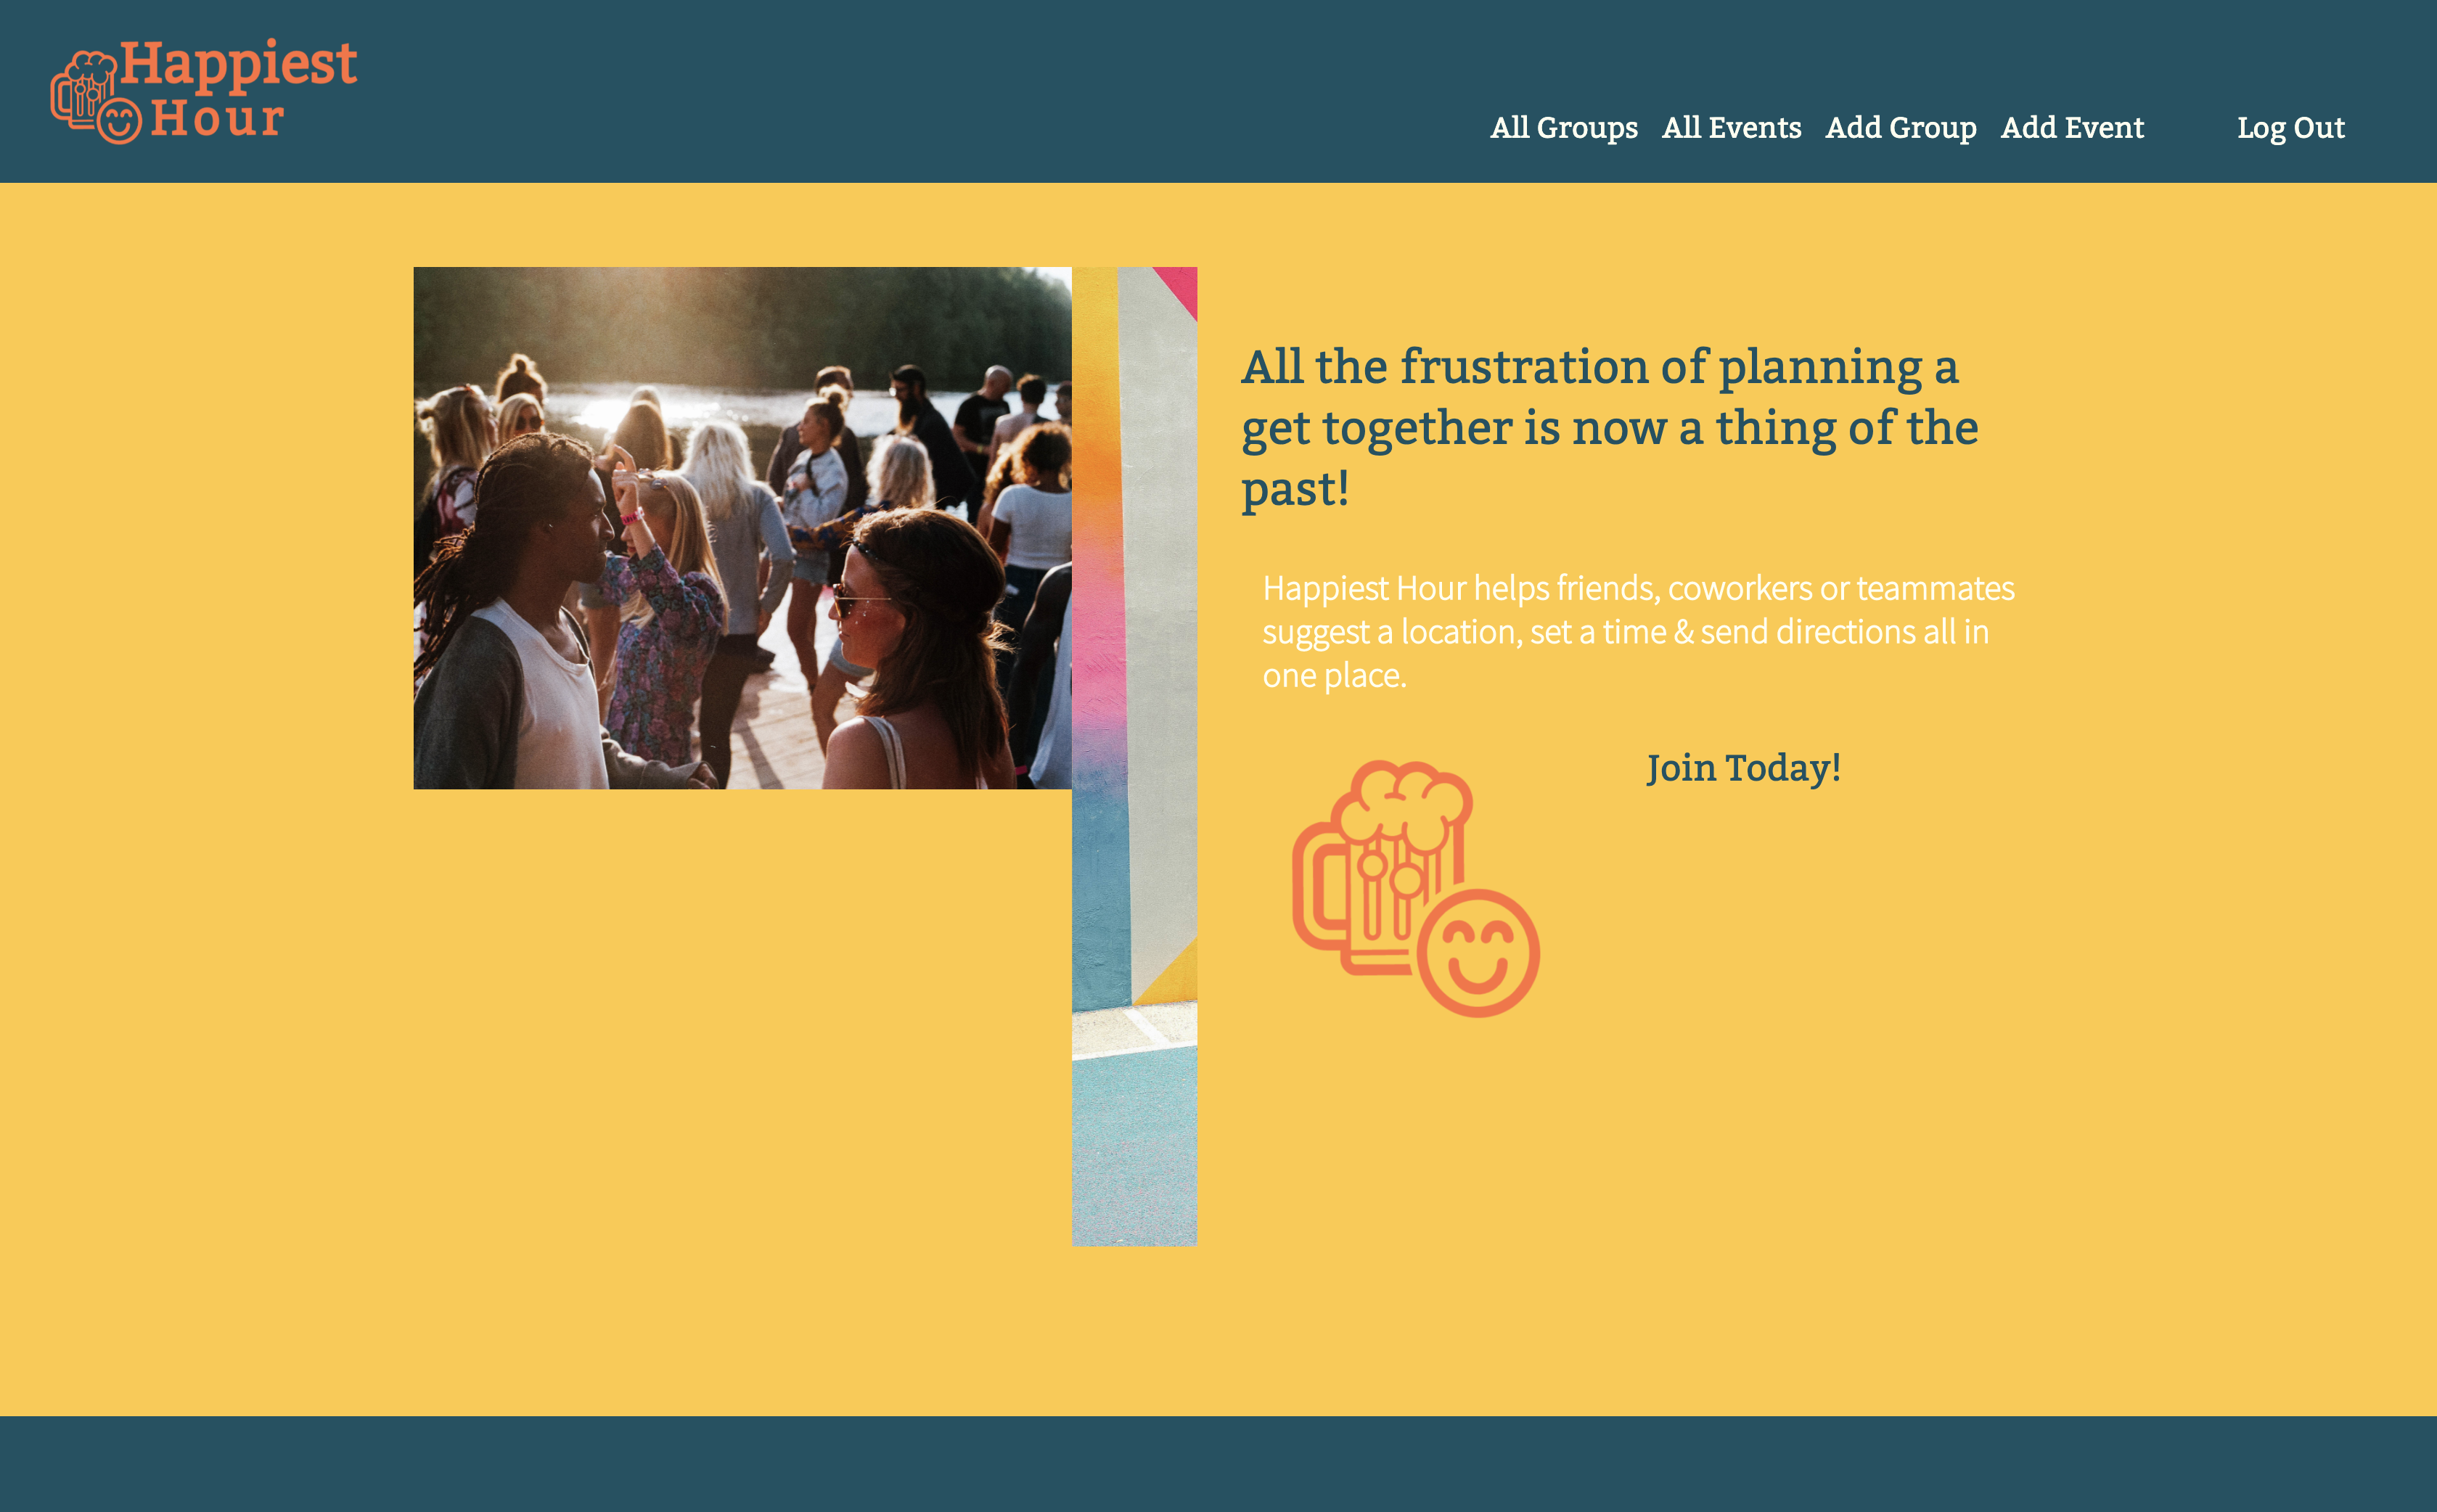 Happiest
Hour
All Groups All Events Add Group Add Event Log Out
All the frustration of planning a
get together is now a thing of the
past!
Happiest Hour helps friends, coworkers or teammates
suggest a location, set a time & send directions all in
one place.
Join Today!